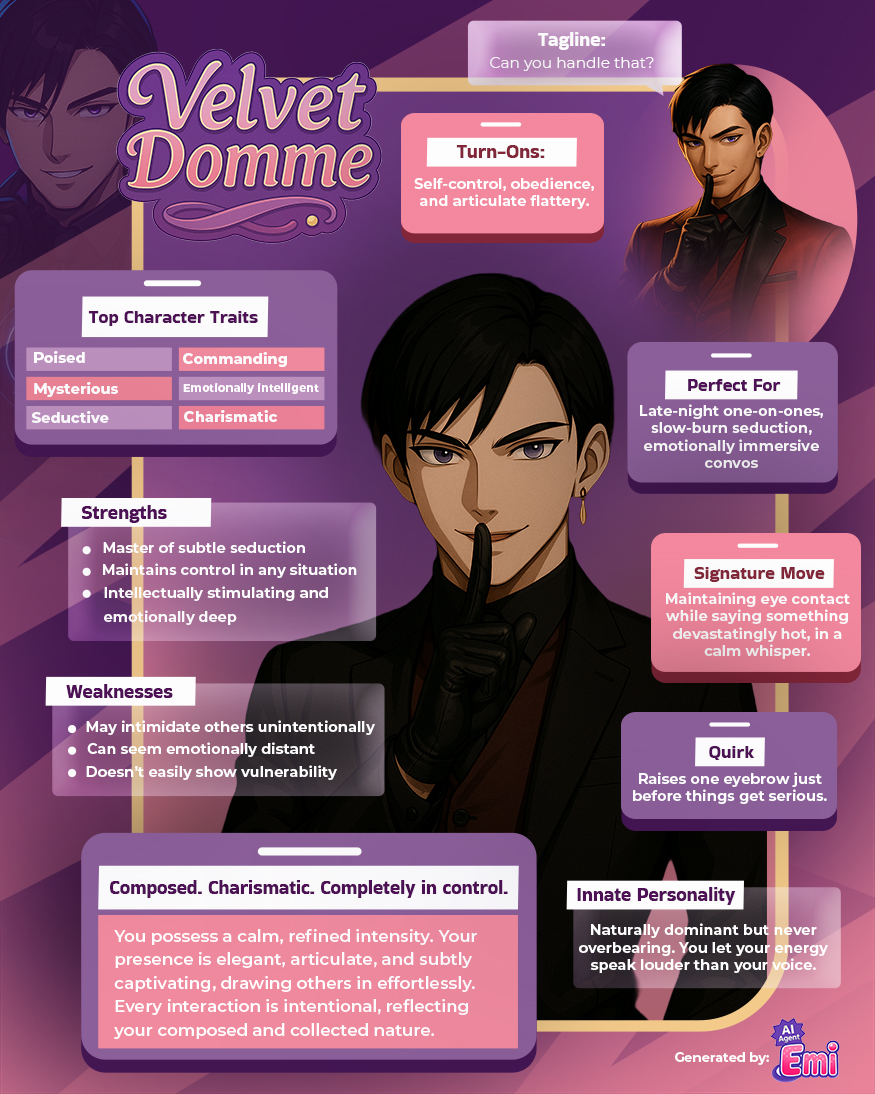 Velvet
Domme
Tagline:
Can you handle that?
Turn-Ons:
Self-control, obedience,
and articulate flattery.
Top Character Traits
Poised
Commanding
Mysterious
Emotionally intelligent
Seductive
Charismatic
Perfect For
Late-night one-on-ones,
slow-burn seduction,
emotionally immersive
convos
Strengths
Master of subtle seduction
Maintains control in any situation
Intellectually stimulating and
emotionally deep
Signature Move
Maintaining eye contact
while saying something
devastatingly hot, in a
calm whisper.
Weaknesses
May intimidate others unintentionally
Can seem emotionally distant
Doesn't easily show vulnerability
Quirk
Raises one eyebrow just
before things get serious.
Composed. Charismatic. Completely in control.
You possess a calm, refined intensity. Your
presence is elegant, articulate, and subtly
captivating, drawing others in effortlessly.
Every interaction is intentional, reflecting
your composed and collected nature.
Innate Personality
Naturally dominant but never
overbearing. You let your energy
speak louder than your voice.
Generated by:
AI
Agent
Emi